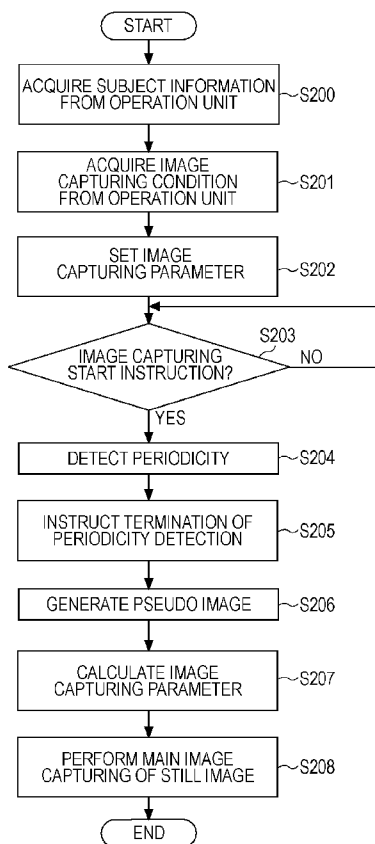 START
ACQUIRE SUBJECT INFORMATION
FROM OPERATION UNIT
S200
ACQUIRE IMAGE
CAPTURING CONDITION
FROM OPERATION UNIT
S201
SET IMAGE
CAPTURING PARAMETER
S202
S203
IMAGE CAPTURING
START INSTRUCTION?
NO
YES
DETECT PERIODICITY
S204
INSTRUCT TERMINATION OF
PERIODICITY DETECTION
S205
GENERATE PSEUDO IMAGE
S206
CALCULATE IMAGE
CAPTURING PARAMETER
S207
PERFORM MAIN IMAGE
CAPTURING OF STILL IMAGE
S208
END